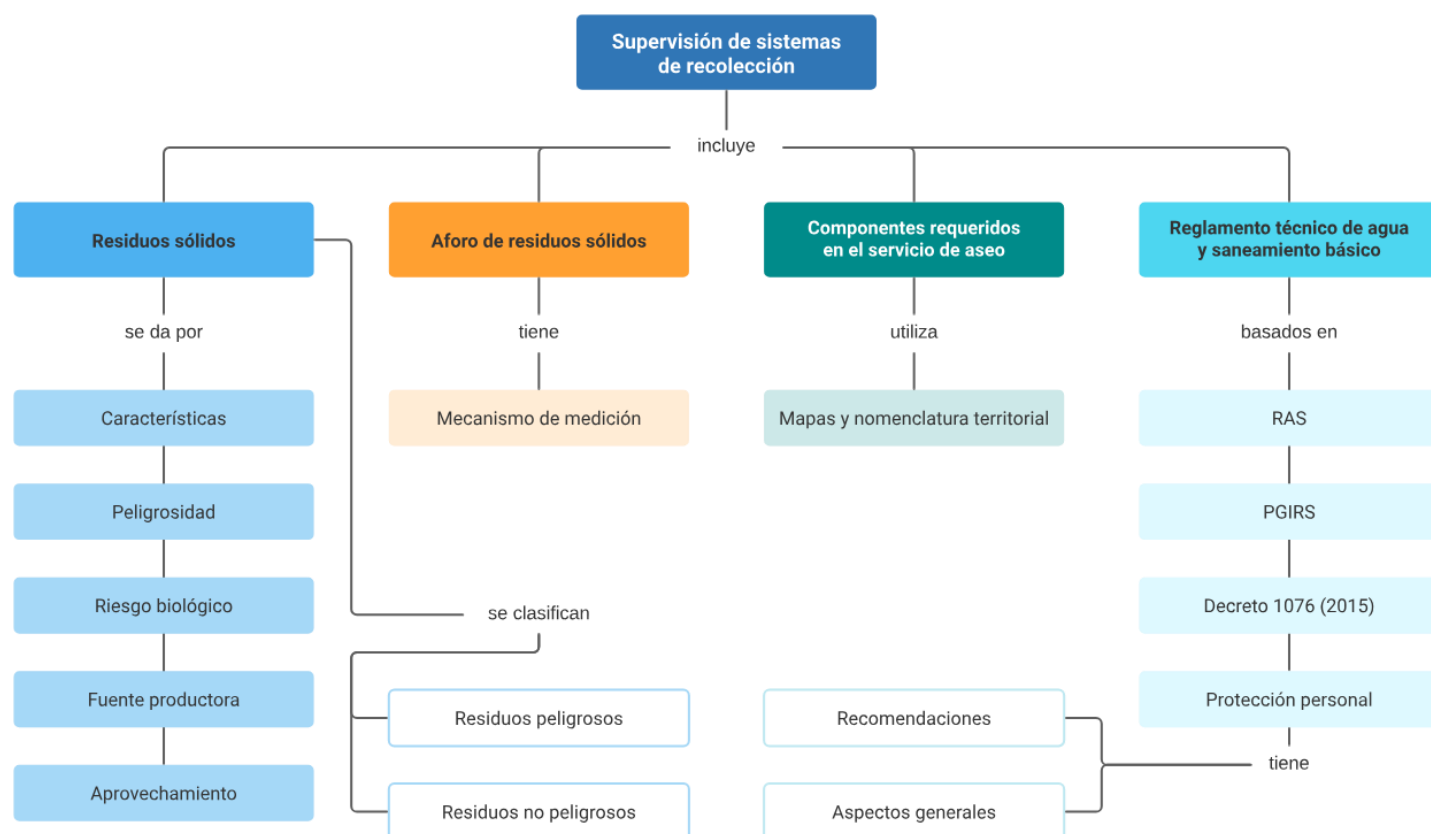 Supervisión de sistemas
de recolección
incluye
Residuos sólidos
Aforo de residuos sólidos
Componentes requeridos
en el servicio de aseo
Reglamento técnico de agua
y saneamiento básico
se da por
tiene
utiliza
basados en
Características
Mecanismo de medición
Mapas y nomenclatura territorial
RAS
Peligrosidad
PGIRS
Riesgo biológico
se clasifican
Decreto 1076 (2015)
Fuente productora
Residuos peligrosos
Recomendaciones
Protección personal
tiene
Aprovechamiento
Residuos no peligrosos
Aspectos generales